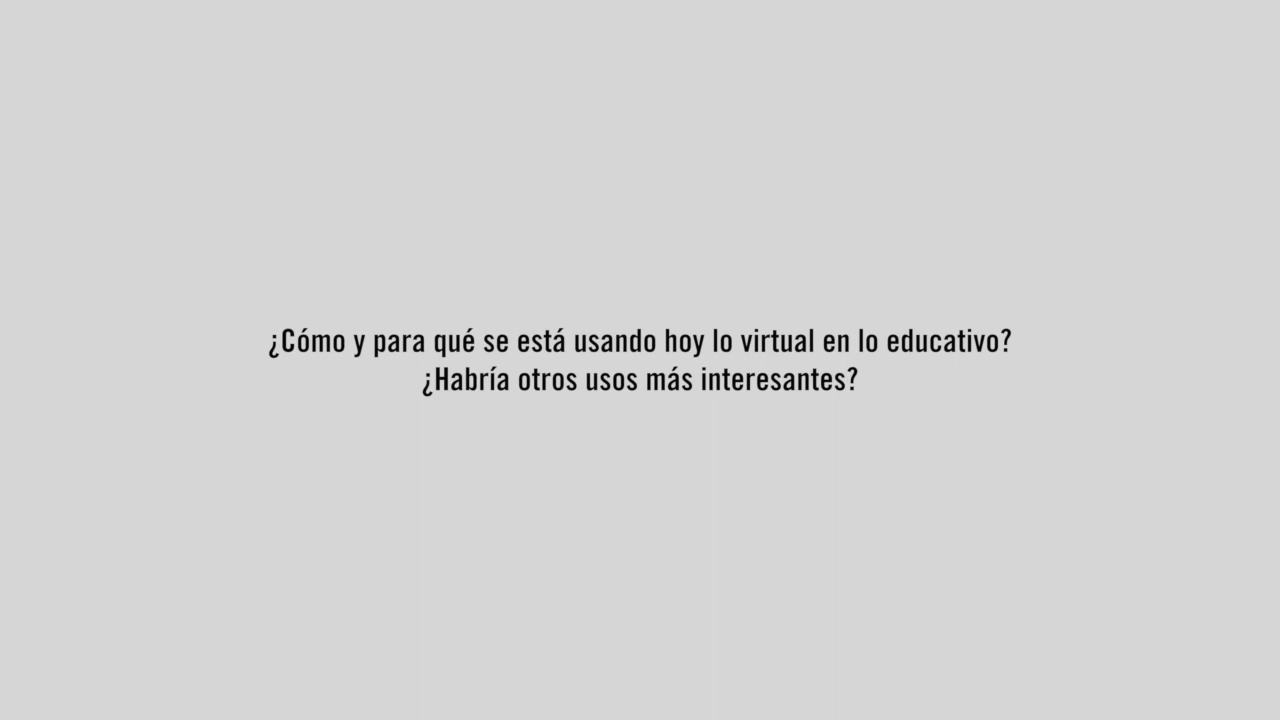 ¿Cómo y para qué se está usando hoy lo virtual en lo educativo?
¿Habría otros usos más interesantes?